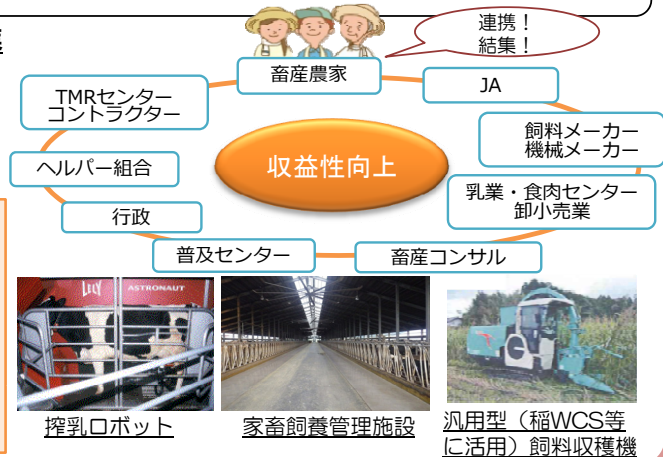 連携！
結集！
畜産農家
JA
TMRセンター
コントラクター
飼料メーカー
機械メーカー
ヘルパー組合
収益性向上
乳業・食肉センター
卸小売業
行政
普及センター
畜産コンサル
LELY ASTRONAUT
搾乳ロボット
家畜飼養管理施設
汎用型（稲WCS等
に活用）飼料収穫機